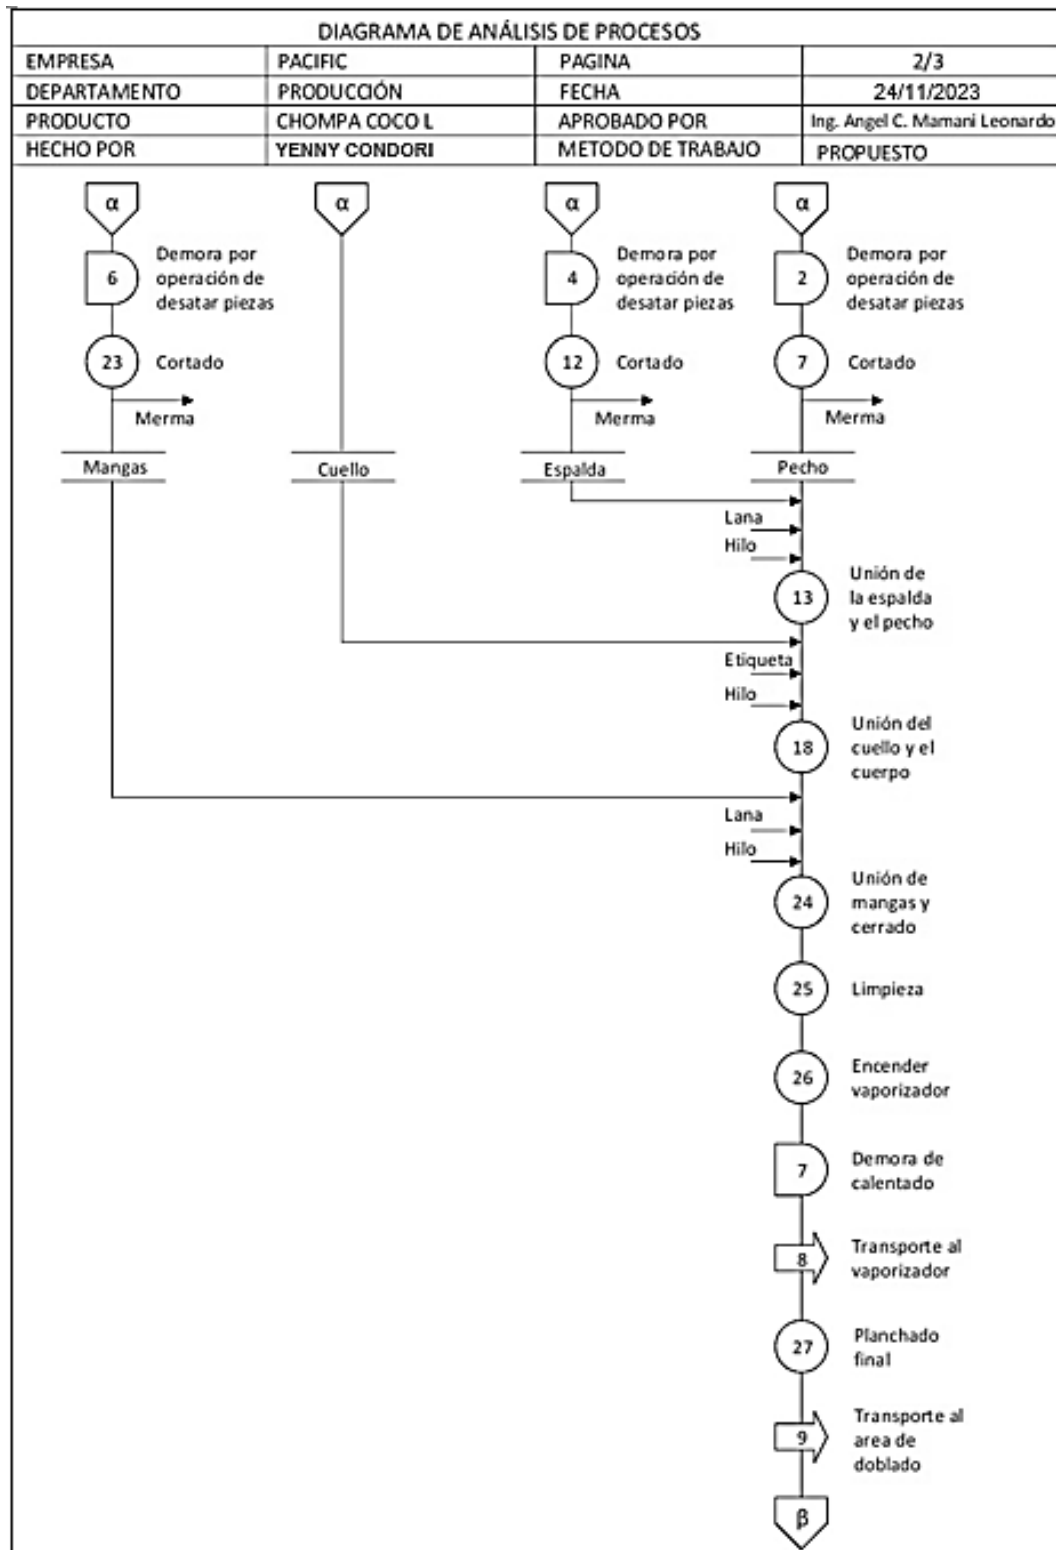 DIAGRAMA DE ANÁLISIS DE PROCESOS
EMPRESA PACIFIC PAGINA 2/3
DEPARTAMENTO PRODUCCIÓN FECHA 24/11/2023
PRODUCTO CHOMPA COCO L APROBADO POR Ing. Angel C. Mamani Leonardo
HECHO POR YENNY CONDORI METODO DE TRABAJO PROPUESTO
α α α α
6
Demora por
operación de
desatar piezas
4
Demora por
operación de
desatar piezas
2
Demora por
operación de
desatar piezas
23 Cortado
12 Cortado
7 Cortado
Merma Merma Merma
Mangas Cuello Espalda Pecho
Lana
Hilo
13
Unión de
la espalda
y el pecho
Etiqueta
Hilo
18
Unión del
cuello y el
cuerpo
Lana
Hilo
24
Unión de
mangas y
cerrado
25 Limpieza
26
Encender
vaporizador
7
Demora de
calentado
8
Transporte al
vaporizador
27
Planchado
final
9
Transporte al
area de
doblado
β